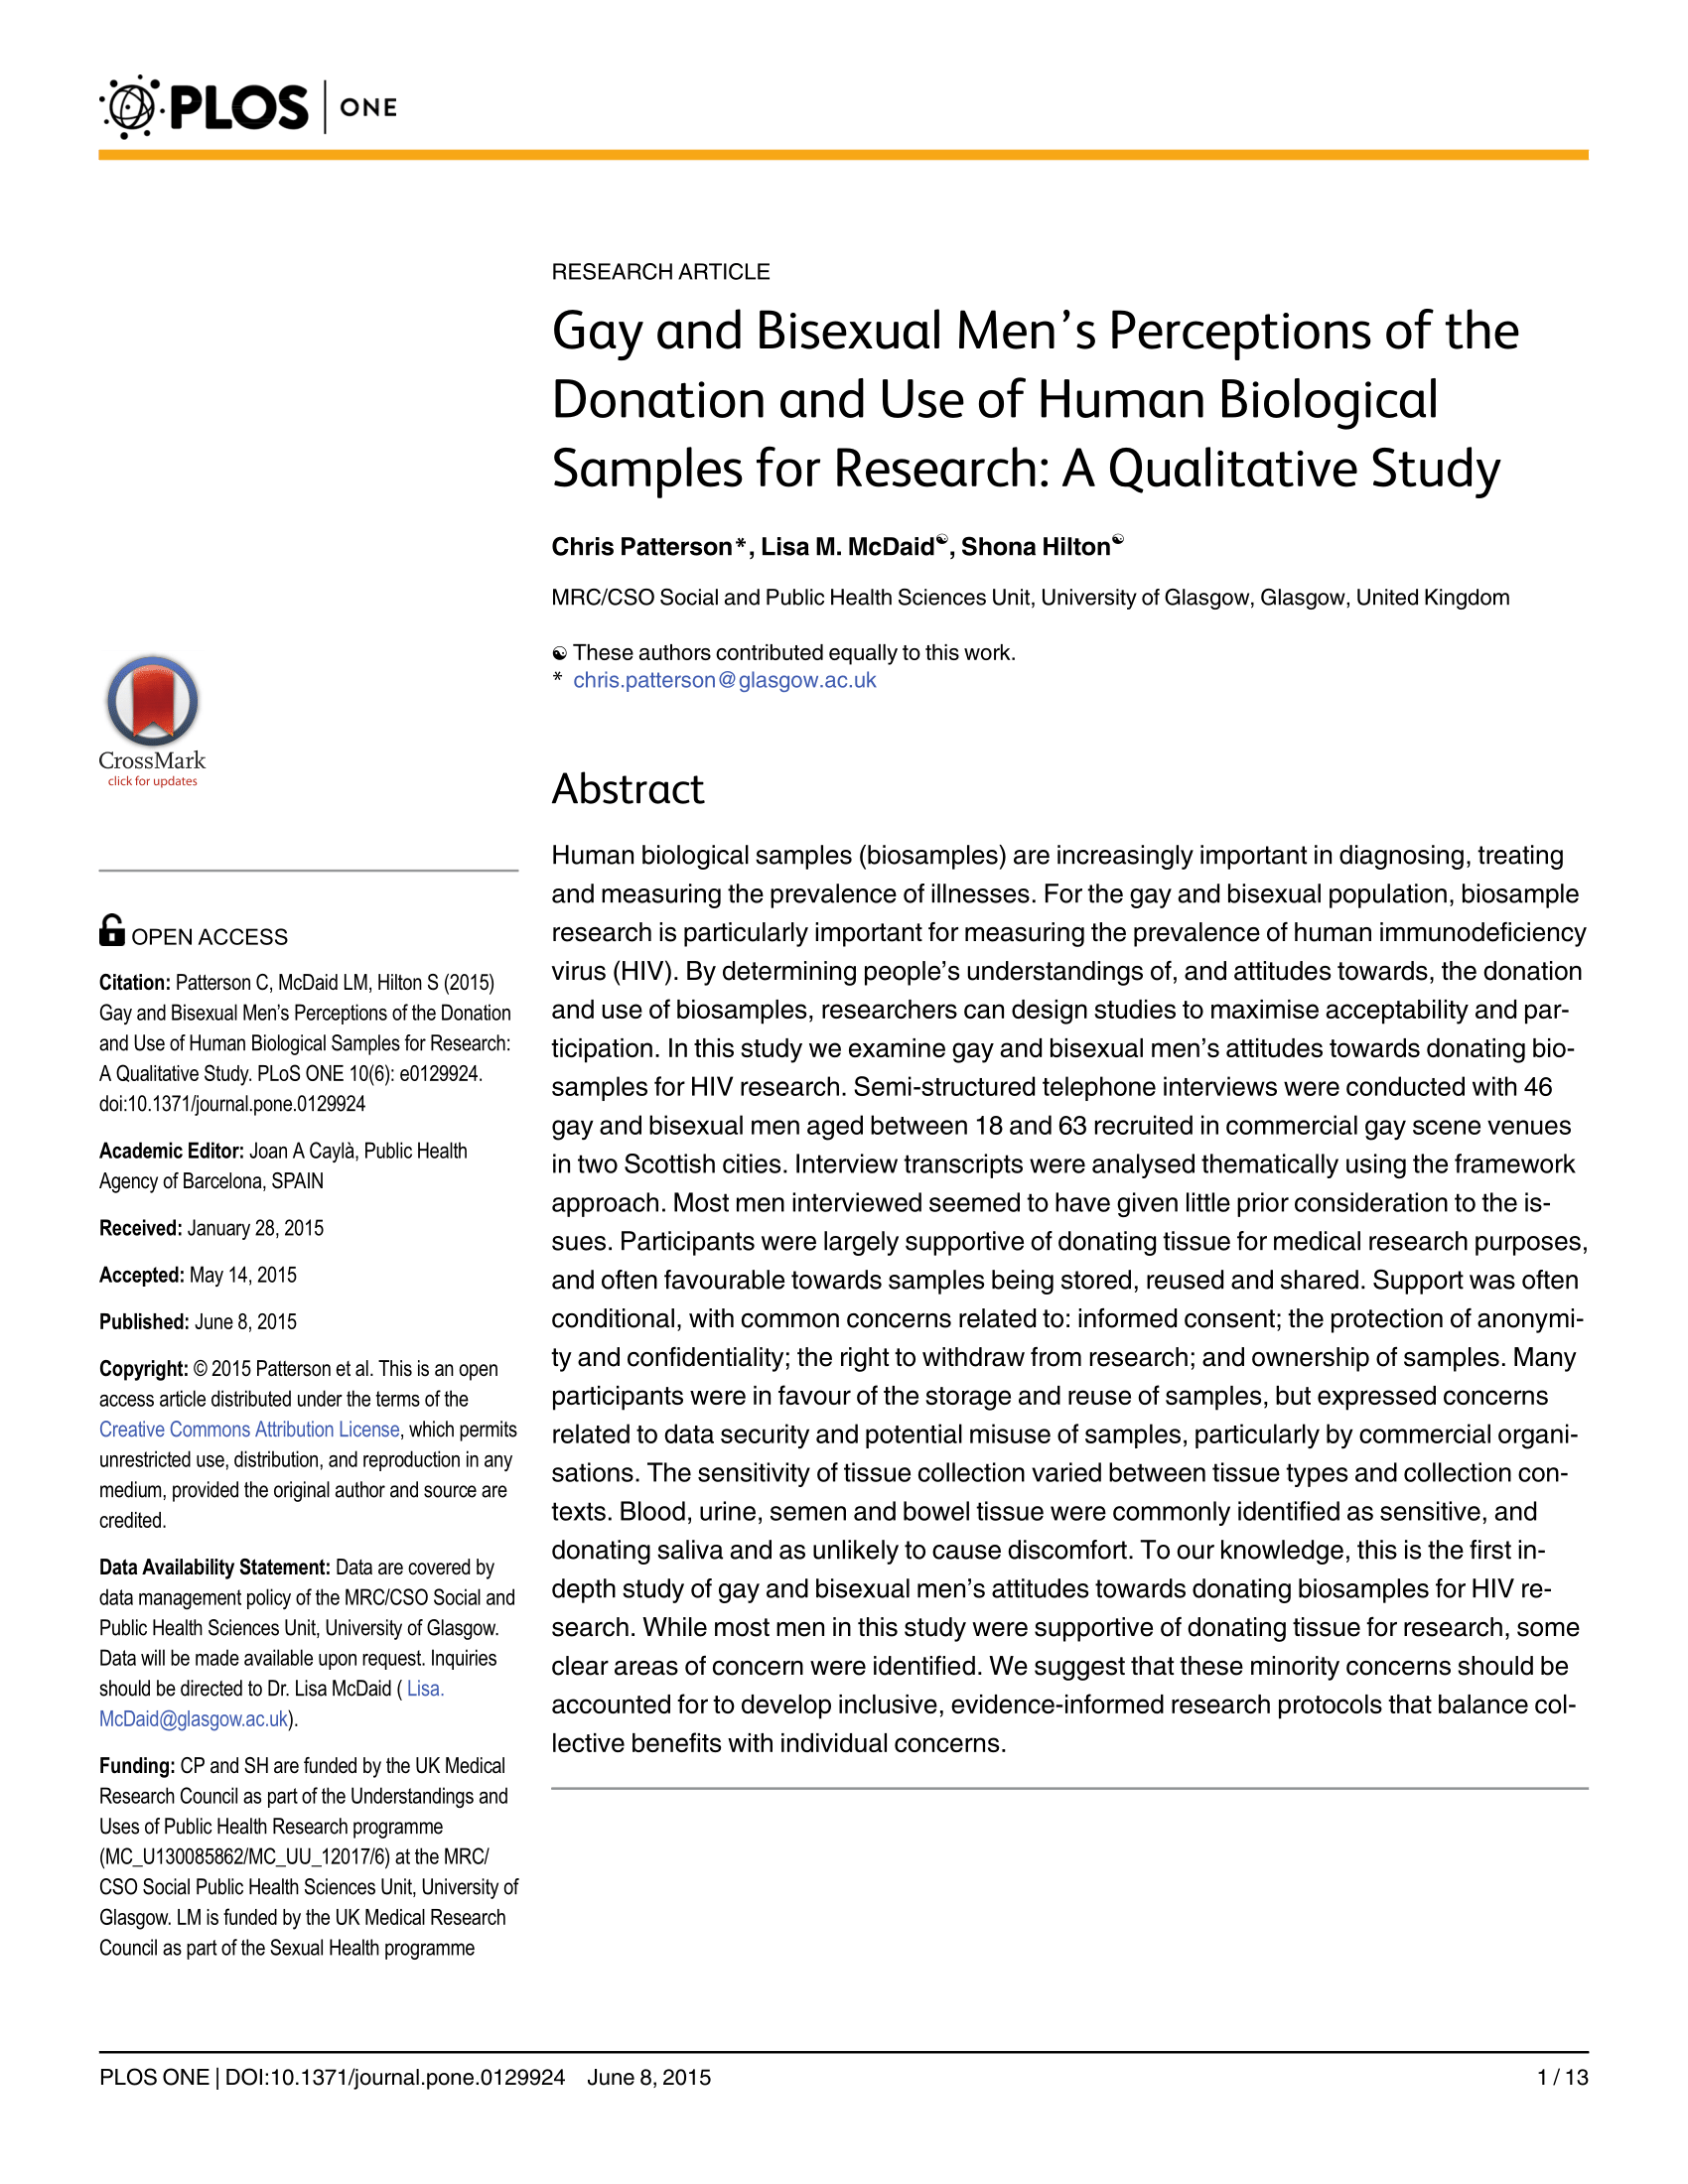 PLOS ONE
RESEARCH ARTICLE
Gay and Bisexual Men's Perceptions of the
Donation and Use of Human Biological
Samples for Research: A Qualitative Study
Chris Patterson*, Lisa M. McDaid☯, Shona Hilton☯
MRC/CSO Social and Public Health Sciences Unit, University of Glasgow, Glasgow, United Kingdom
☯ These authors contributed equally to this work.
* chris.patterson@glasgow.ac.uk
CrossMark
click for updates
OPEN ACCESS
Citation: Patterson C, McDaid LM, Hilton S (2015)
Gay and Bisexual Men's Perceptions of the Donation
and Use of Human Biological Samples for Research:
A Qualitative Study. PLoS ONE 10(6): e0129924.
doi:10.1371/journal.pone.0129924
Academic Editor: Joan A Caylà, Public Health
Agency of Barcelona, SPAIN
Received: January 28, 2015
Accepted: May 14, 2015
Published: June 8, 2015
Copyright: © 2015 Patterson et al. This is an open
access article distributed under the terms of the
Creative Commons Attribution License, which permits
unrestricted use, distribution, and reproduction in any
medium, provided the original author and source are
credited.
Data Availability Statement: Data are covered by
data management policy of the MRC/CSO Social and
Public Health Sciences Unit, University of Glasgow.
Data will be made available upon request. Inquiries
should be directed to Dr. Lisa McDaid ( Lisa.
McDaid@glasgow.ac.uk).
Funding: CP and SH are funded by the UK Medical
Research Council as part of the Understandings and
Uses of Public Health Research programme
(MC_U130085862/MC_UU_12017/6) at the MRC/
CSO Social Public Health Sciences Unit, University of
Glasgow. LM is funded by the UK Medical Research
Council as part of the Sexual Health programme
Abstract
Human biological samples (biosamples) are increasingly important in diagnosing, treating
and measuring the prevalence of illnesses. For the gay and bisexual population, biosample
research is particularly important for measuring the prevalence of human immunodeficiency
virus (HIV). By determining people's understandings of, and attitudes towards, the donation
and use of biosamples, researchers can design studies to maximise acceptability and par-
ticipation. In this study we examine gay and bisexual men's attitudes towards donating bio-
samples for HIV research. Semi-structured telephone interviews were conducted with 46
gay and bisexual men aged between 18 and 63 recruited in commercial gay scene venues
in two Scottish cities. Interview transcripts were analysed thematically using the framework
approach. Most men interviewed seemed to have given little prior consideration to the is-
sues. Participants were largely supportive of donating tissue for medical research purposes,
and often favourable towards samples being stored, reused and shared. Support was often
conditional, with common concerns related to: informed consent; the protection of anonymi-
ty and confidentiality; the right to withdraw from research; and ownership of samples. Many
participants were in favour of the storage and reuse of samples, but expressed concerns
related to data security and potential misuse of samples, particularly by commercial organi-
sations. The sensitivity of tissue collection varied between tissue types and collection con-
texts. Blood, urine, semen and bowel tissue were commonly identified as sensitive, and
donating saliva and as unlikely to cause discomfort. To our knowledge, this is the first in-
depth study of gay and bisexual men's attitudes towards donating biosamples for HIV re-
search. While most men in this study were supportive of donating tissue for research, some
clear areas of concern were identified. We suggest that these minority concerns should be
accounted for to develop inclusive, evidence-informed research protocols that balance col-
lective benefits with individual concerns.
PLOS ONE | DOI:10.1371/journal.pone.0129924 June 8, 2015
1 / 13